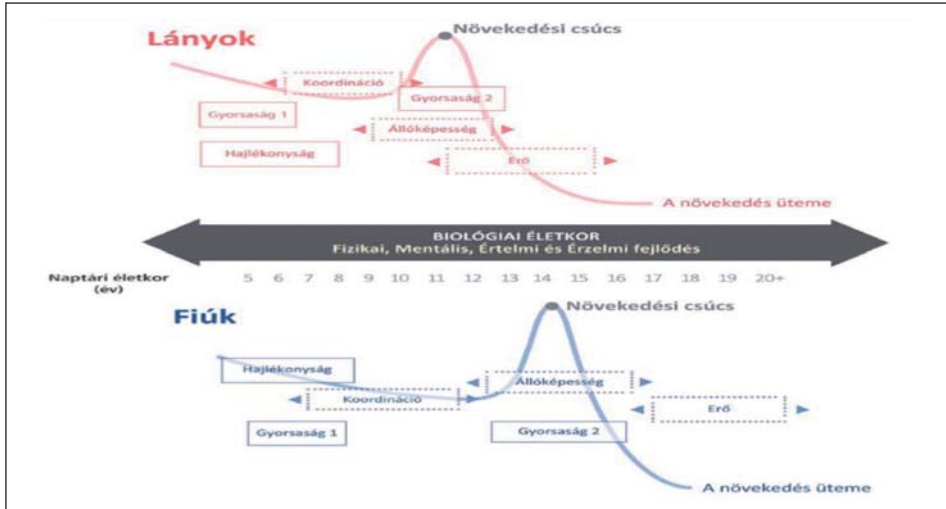 Növekedési csúcs
Lányok
Koordináció
Gyorsaság 2
Gyorsaság 1
Állóképesség
Hajlékonyság
Erő
A növekedés üteme
BIOLÓGIAI ÉLETKOR
Fizikai, Mentális, Értelmi és Érzelmi fejlődés
Naptári életkor
(év)
5 6 7 8 9 10 11 12 13 14 15 16 17 18 19 20+
Növekedési csúcs
Fiúk
Hajlékonyság
Állóképesség
Koordináció
Erő
Gyorsaság 1
Gyorsaság 2
A növekedés üteme